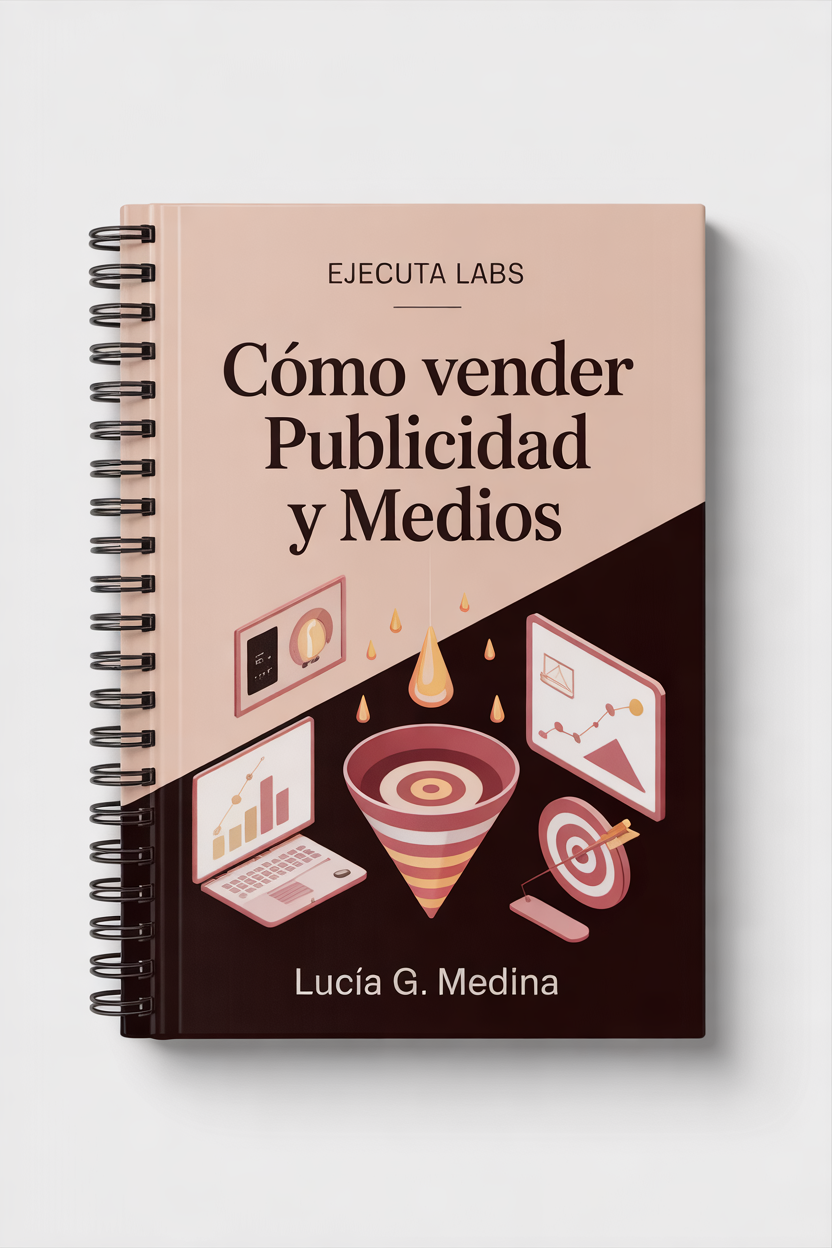 EJECUTA LABS
Cómo vender
Publicidad
y Medios
Lucía G. Medina